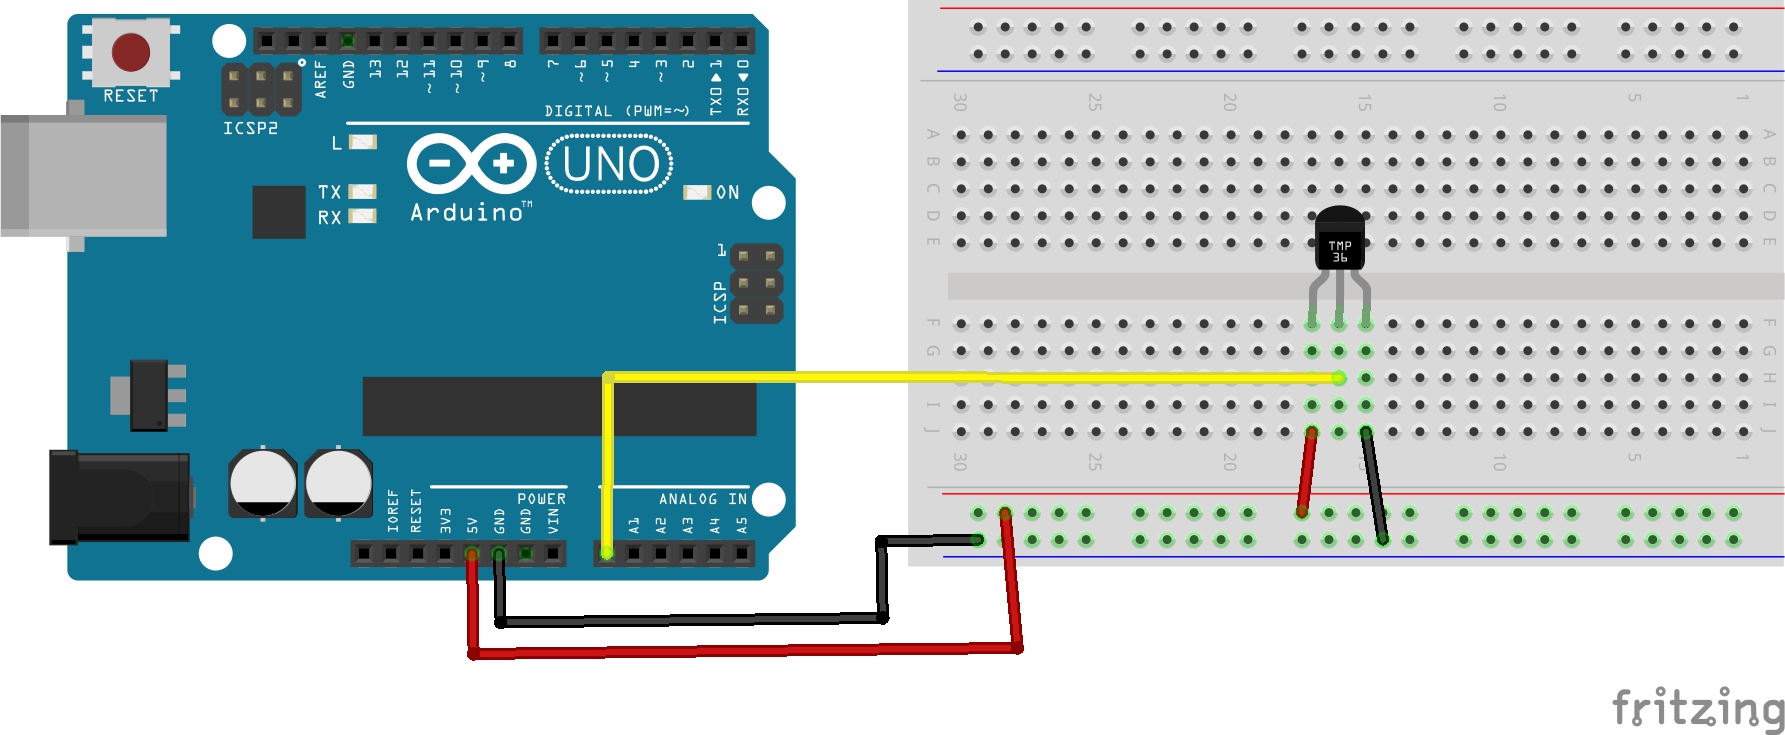 RESET
ICSP2
AREF
GND
13
12
~11
~10
~9
8
7
~6
~5
4
~3
2
TX0▶1
RX0◀0
DIGITAL (PWM=~)
L
TX
RX
UNO
Arduino™
ON
1
ICSP
POWER
ANALOG IN
IOREF
RESET
3V3
5V
GND
GND
VIN
A1
A2
A3
A4
A5
30
25
20
15
10
5
1
A
B
C
D
E
A
B
C
D
E
TMP
36
F
G
H
I
J
F
G
H
I
J
30
25
20
15
10
5
1
fritzing